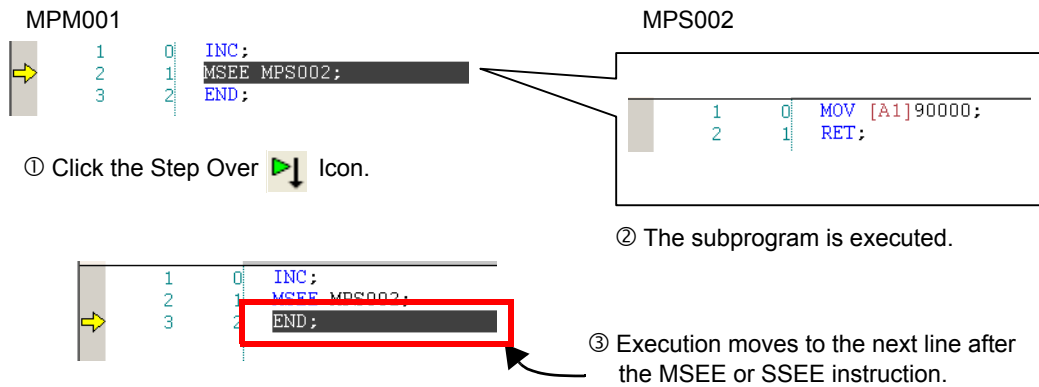 MPM001
1 0 INC;
2 1 MSEE MPS002;
3 2 END;
MPS002
1 0 MOV [A1]90000;
2 1 RET;
① Click the Step Over Icon.
② The subprogram is executed.
1 0 INC;
2 1 MSEE MPS002;
3 2 END;
③ Execution moves to the next line after
the MSEE or SSEE instruction.